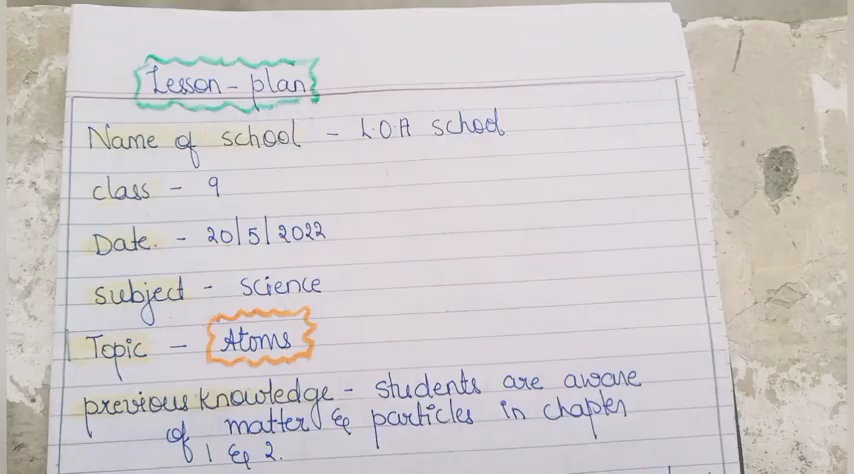 Lesson - plan
Name of school - L.O.A school
class - 9
Date. - 20/5/2022
subject - science
Topic - Atoms
previous knowledge - students are aware
of matter & particles in chapter
1 & 2.